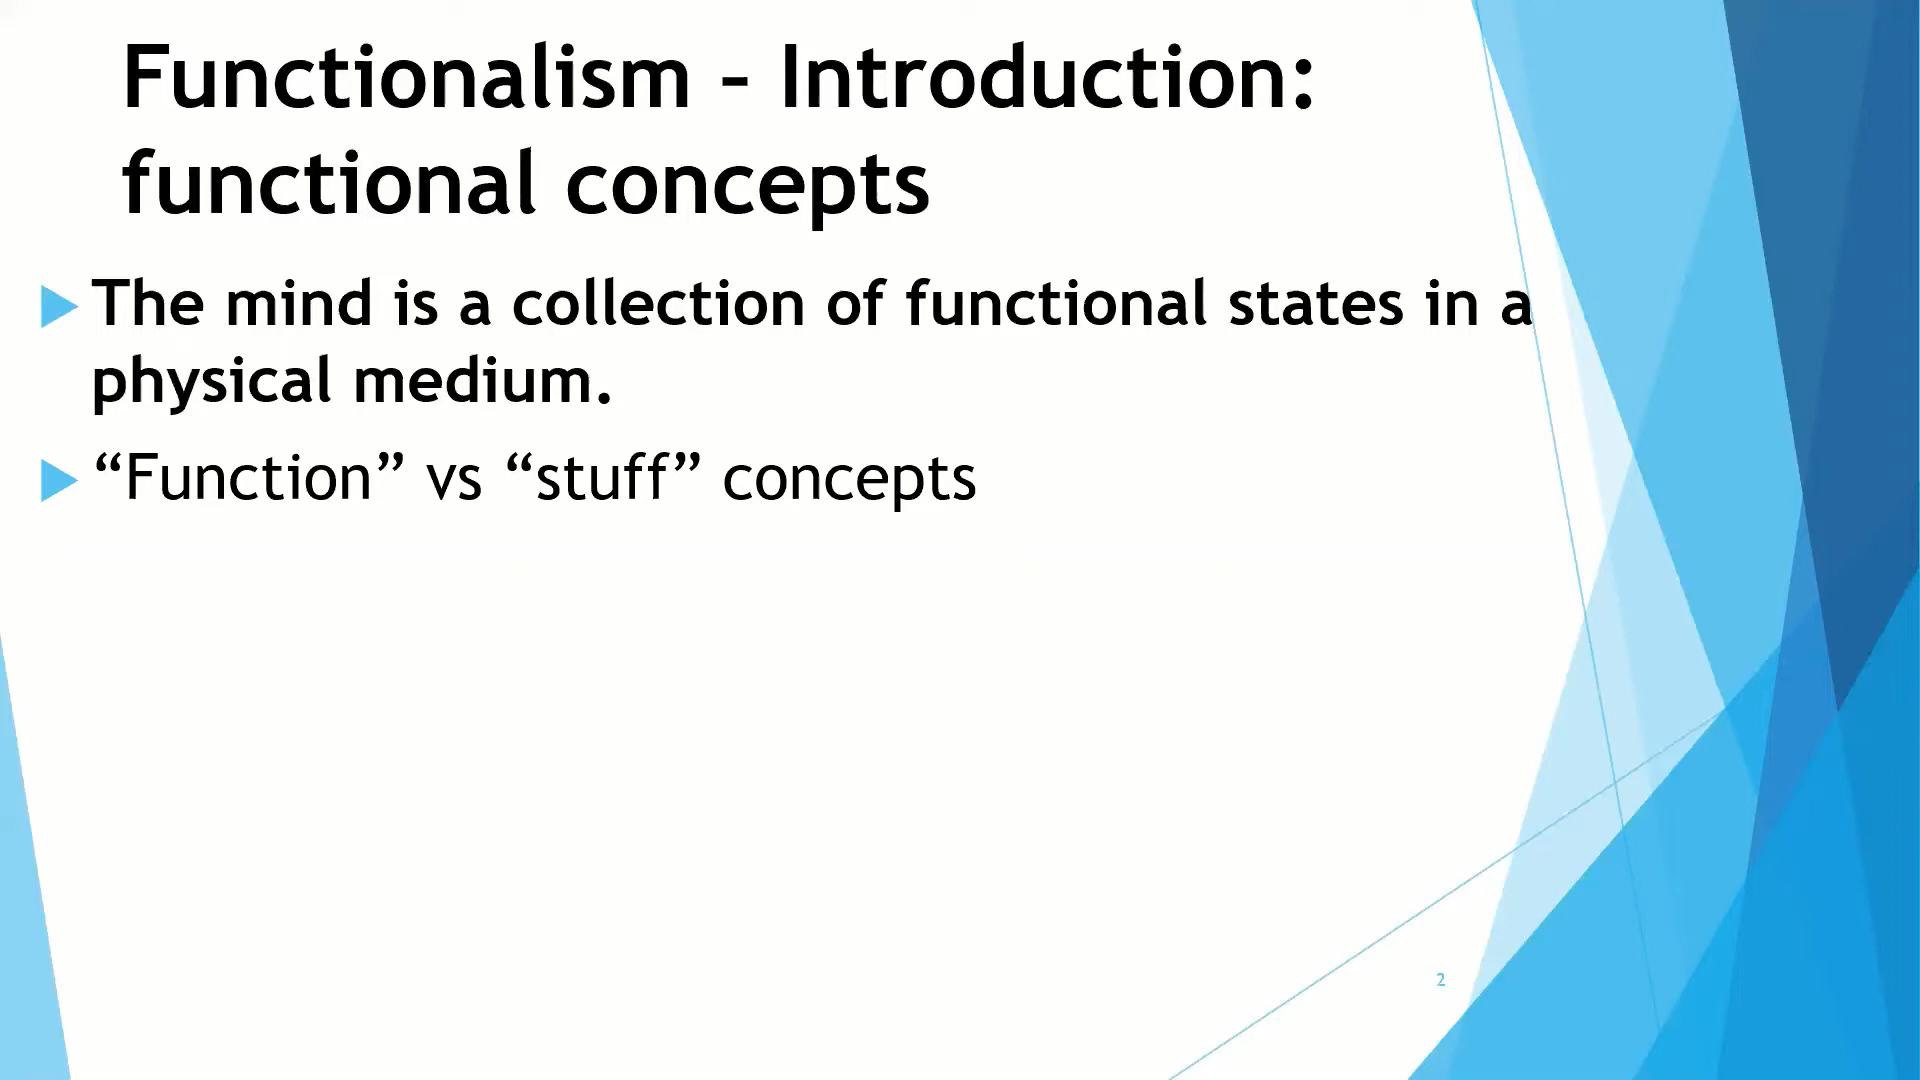 Functionalism – Introduction:
functional concepts
The mind is a collection of functional states in a
physical medium.
“Function” vs “stuff” concepts
2